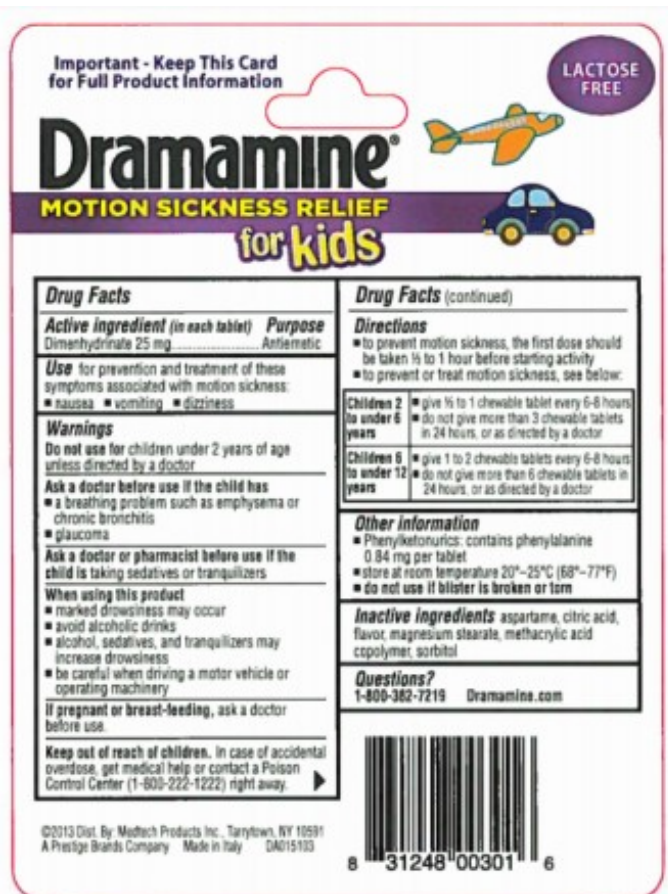 Important - Keep This Card
for Full Product Information
LACTOSE
FREE
Dramamine®
MOTION SICKNESS RELIEF
for kids
Drug Facts
Active ingredient (in each tablet) Purpose
Dimenhydrinate 25 mg......................Antiemetic
Use for prevention and treatment of these
symptoms associated with motion sickness:
■ nausea ■ vomiting ■ dizziness
Warnings
Do not use for children under 2 years of age
unless directed by a doctor
Ask a doctor before use if the child has
■ a breathing problem such as emphysema or
chronic bronchitis
■ glaucoma
Ask a doctor or pharmacist before use if the
child is taking sedatives or tranquilizers
When using this product
■ marked drowsiness may occur
■ avoid alcoholic drinks
■ alcohol, sedatives, and tranquilizers may
increase drowsiness
■ be careful when driving a motor vehicle or
operating machinery
If pregnant or breast-feeding, ask a doctor
before use.
Keep out of reach of children. In case of accidental
overdose, get medical help or contact a Poison
Control Center (1-800-222-1222) right away.
Drug Facts (continued)
Directions
■ to prevent motion sickness, the first dose should
be taken ½ to 1 hour before starting activity
■ to prevent or treat motion sickness, see below:
Children 2
to under 6
years
■ give ½ to 1 chewable tablet every 6-8 hours
■ do not give more than 3 chewable tablets
in 24 hours, or as directed by a doctor
Children 6
to under 12
years
■ give 1 to 2 chewable tablets every 6-8 hours
■ do not give more than 6 chewable tablets in
24 hours, or as directed by a doctor
Other information
■ Phenylketonurics: contains phenylalanine
0.84 mg per tablet
■ store at room temperature 20°–25°C (68°–77°F)
■ do not use if blister is broken or torn
Inactive ingredients aspartame, citric acid,
flavor, magnesium stearate, methacrylic acid
copolymer, sorbitol
Questions?
1-800-382-7219 Dramamine.com
©2013 Dist. By: Medtech Products Inc., Tarrytown, NY 10591
A Prestige Brands Company Made in Italy DA015103
8 31248 00301 6